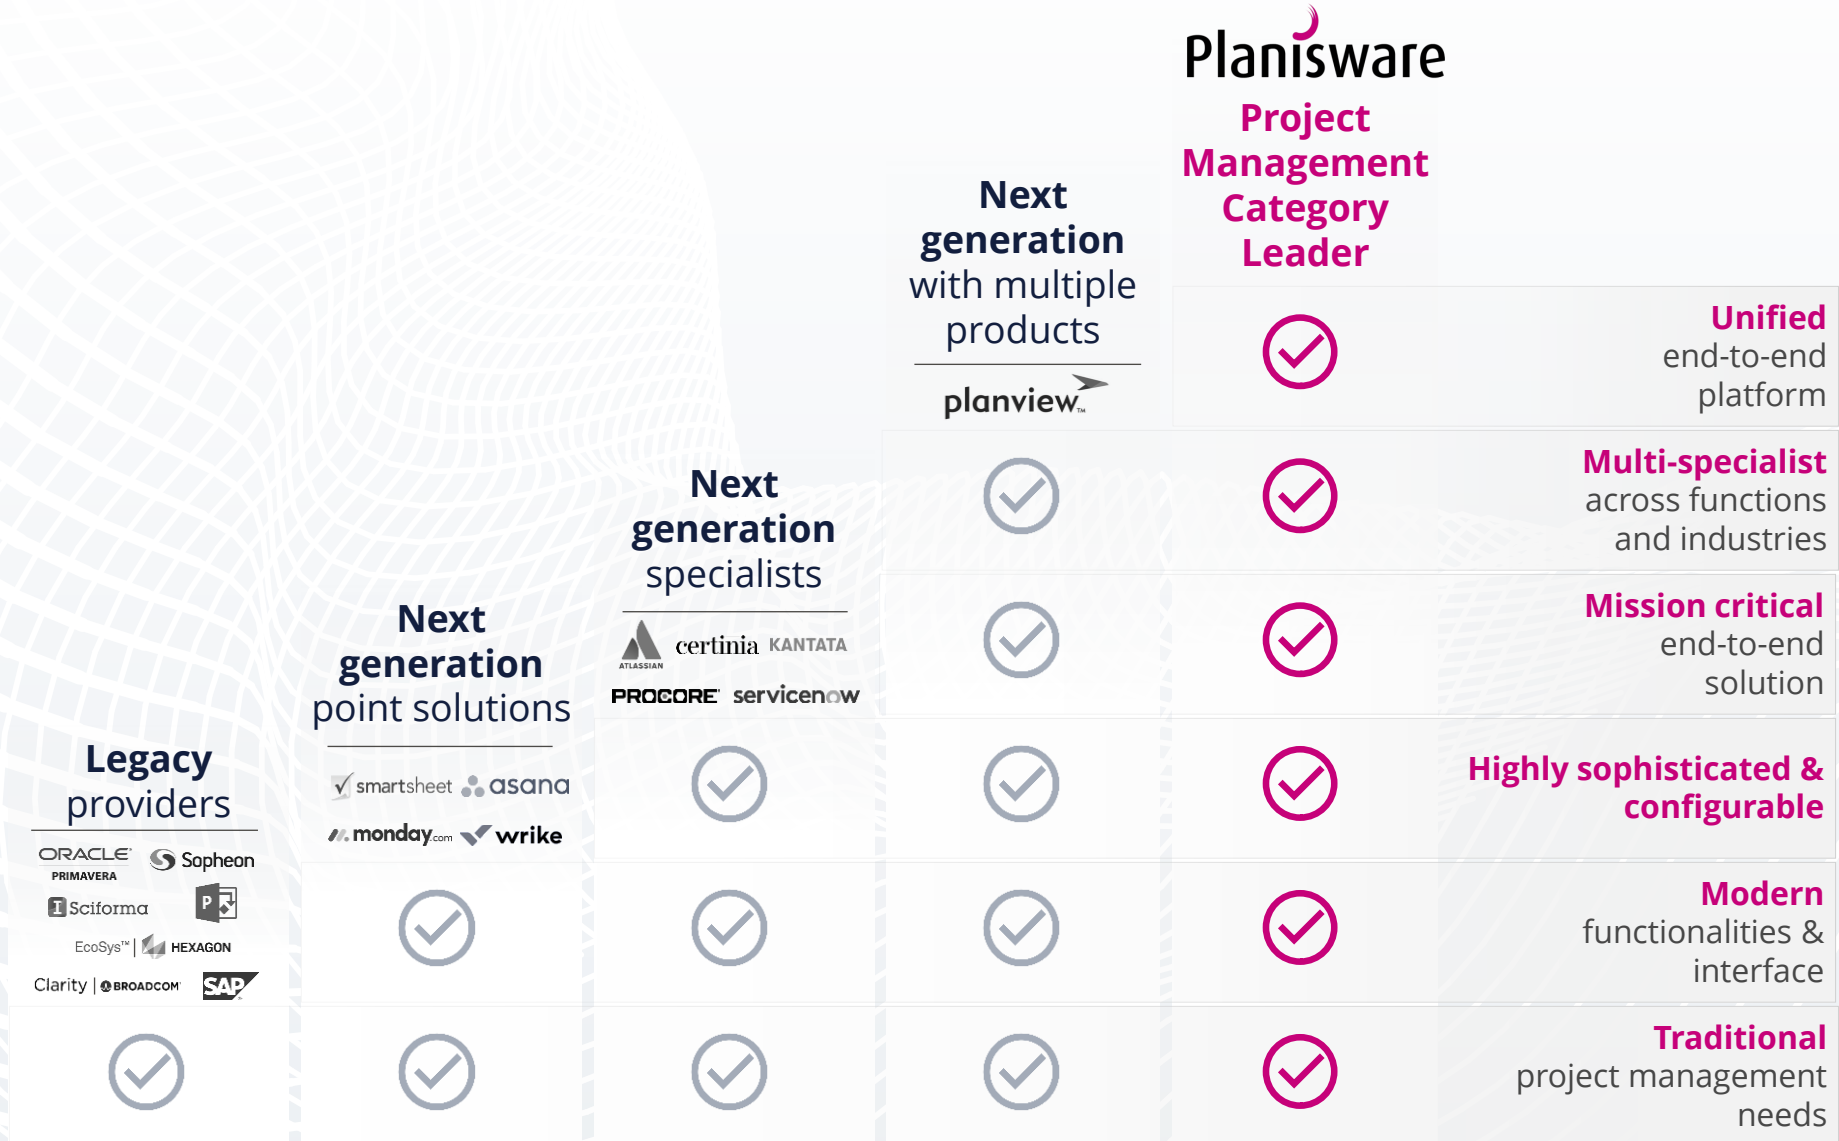 Planisware
Project
Management
Category
Leader
Next
generation
with multiple
products
planview™
Unified
end-to-end
platform
Multi-specialist
across functions
and industries
Next
generation
specialists
ATLASSIAN
certinia
KANTATA
PROCORE
servicenow
Mission critical
end-to-end
solution
Next
generation
point solutions
smartsheet
asana
monday.com
wrike
Highly sophisticated &
configurable
Legacy
providers
ORACLE
PRIMAVERA
Sopheon
Sciforma
P
EcoSys™ | HEXAGON
Clarity | BROADCOM
SAP
Modern
functionalities &
interface
Traditional
project management
needs